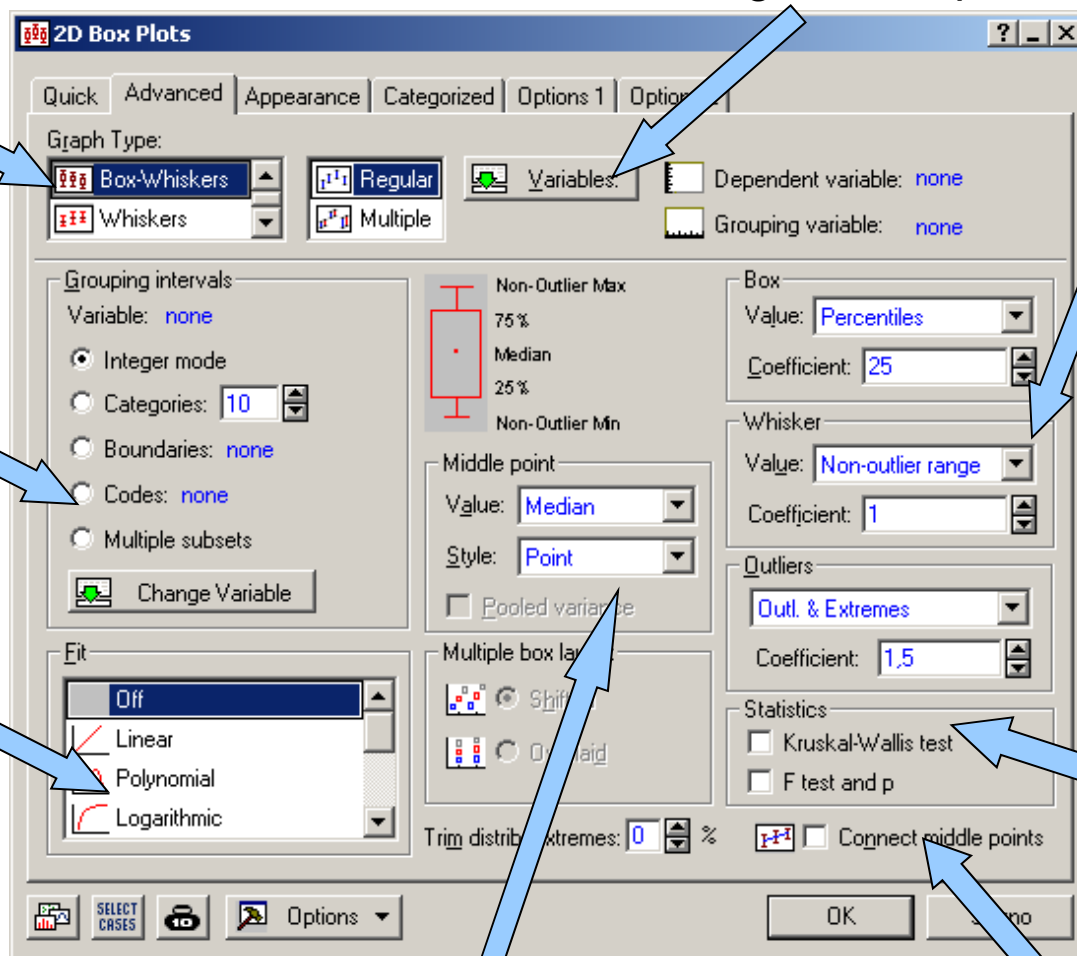 2D Box Plots
Quick Advanced Appearance Categorized Options 1
Graph Type:
Box-Whiskers
Whiskers
Regular
Multiple
Variables:
Dependent variable: none
Grouping variable: none
Grouping intervals
Variable: none
Integer mode
Categories: 10
Boundaries: none
Codes: none
Multiple subsets
Change Variable
Fit
Off
Linear
Polynomial
Logarithmic
Non-Outlier Max
75%
Median
25%
Non-Outlier Min
Middle point
Value: Median
Style: Point
Pooled variance
Multiple box
Trim extremes: 0 %
Box
Value: Percentiles
Coefficient: 25
Whisker
Value: Non-outlier range
Coefficient: 1
Outliers
Outl. & Extremes
Coefficient: 1,5
Statistics
Kruskal-Wallis test
F test and p
Connect middle points
SELECT
CASES
Options
OK